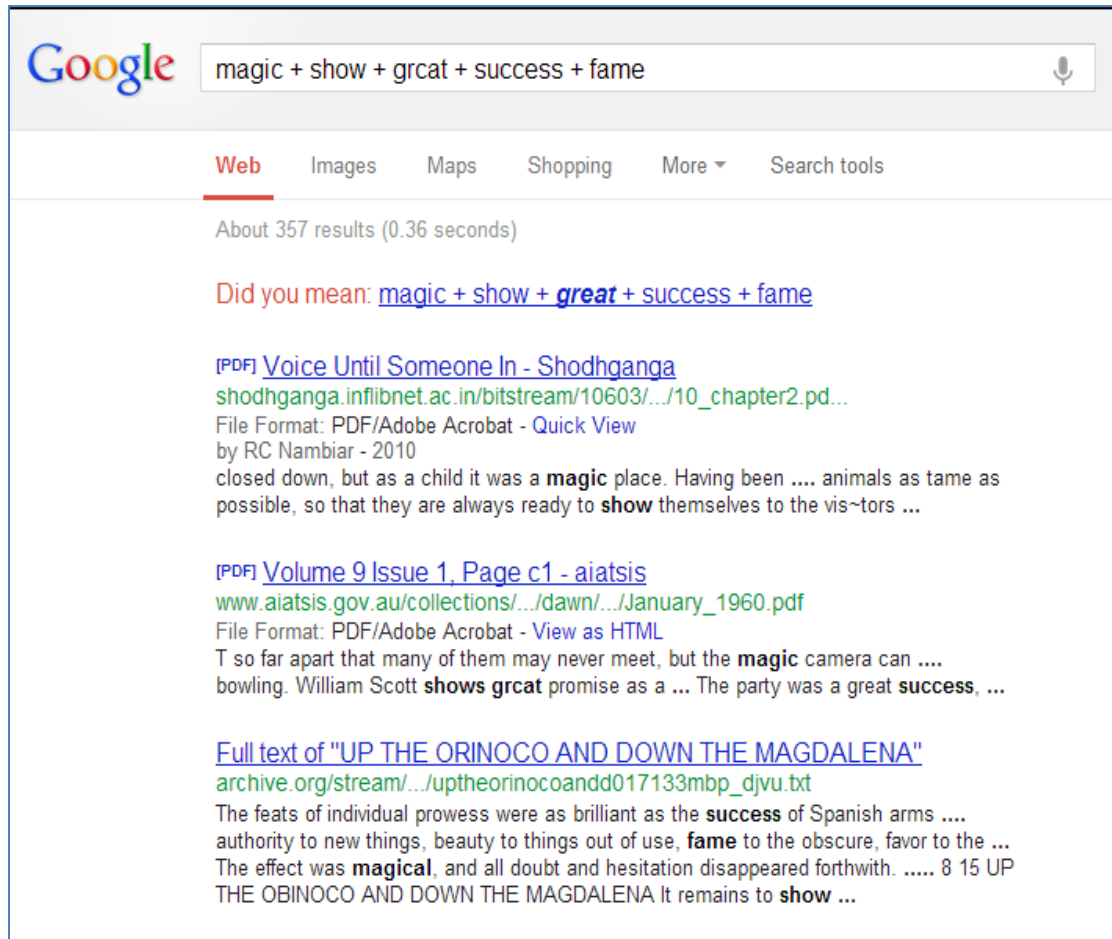 Google
magic + show + grcat + success + fame
Web Images Maps Shopping More Search tools
About 357 results (0.36 seconds)
Did you mean: magic + show + great + success + fame
[PDF] Voice Until Someone In - Shodhganga
shodhganga.inflibnet.ac.in/bitstream/10603/.../10_chapter2.pd...
File Format: PDF/Adobe Acrobat - Quick View
by RC Nambiar - 2010
closed down, but as a child it was a magic place. Having been .... animals as tame as
possible, so that they are always ready to show themselves to the vis~tors ...
[PDF] Volume 9 Issue 1, Page c1 - aiatsis
www.aiatsis.gov.au/collections/.../dawn/.../January_1960.pdf
File Format: PDF/Adobe Acrobat - View as HTML
T so far apart that many of them may never meet, but the magic camera can ....
bowling. William Scott shows grcat promise as a ... The party was a great success, ...
Full text of "UP THE ORINOCO AND DOWN THE MAGDALENA"
archive.org/stream/.../uptheorinocoandd017133mbp_djvu.txt
The feats of individual prowess were as brilliant as the success of Spanish arms ....
authority to new things, beauty to things out of use, fame to the obscure, favor to the ...
The effect was magical, and all doubt and hesitation disappeared forthwith. ..... 8 15 UP
THE OBINOCO AND DOWN THE MAGDALENA It remains to show ...